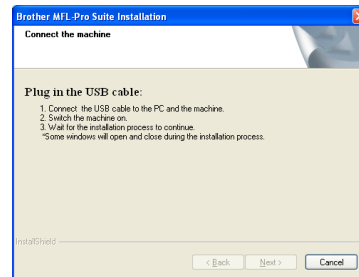 Brother MFL-Pro Suite Installation
Connect the machine
Plug in the USB cable:
1. Connect the USB cable to the PC and the machine.
2. Switch the machine on.
3. Wait for the installation process to continue.
*Some windows will open and close during the installation process.
InstallShield
< Back Next > Cancel